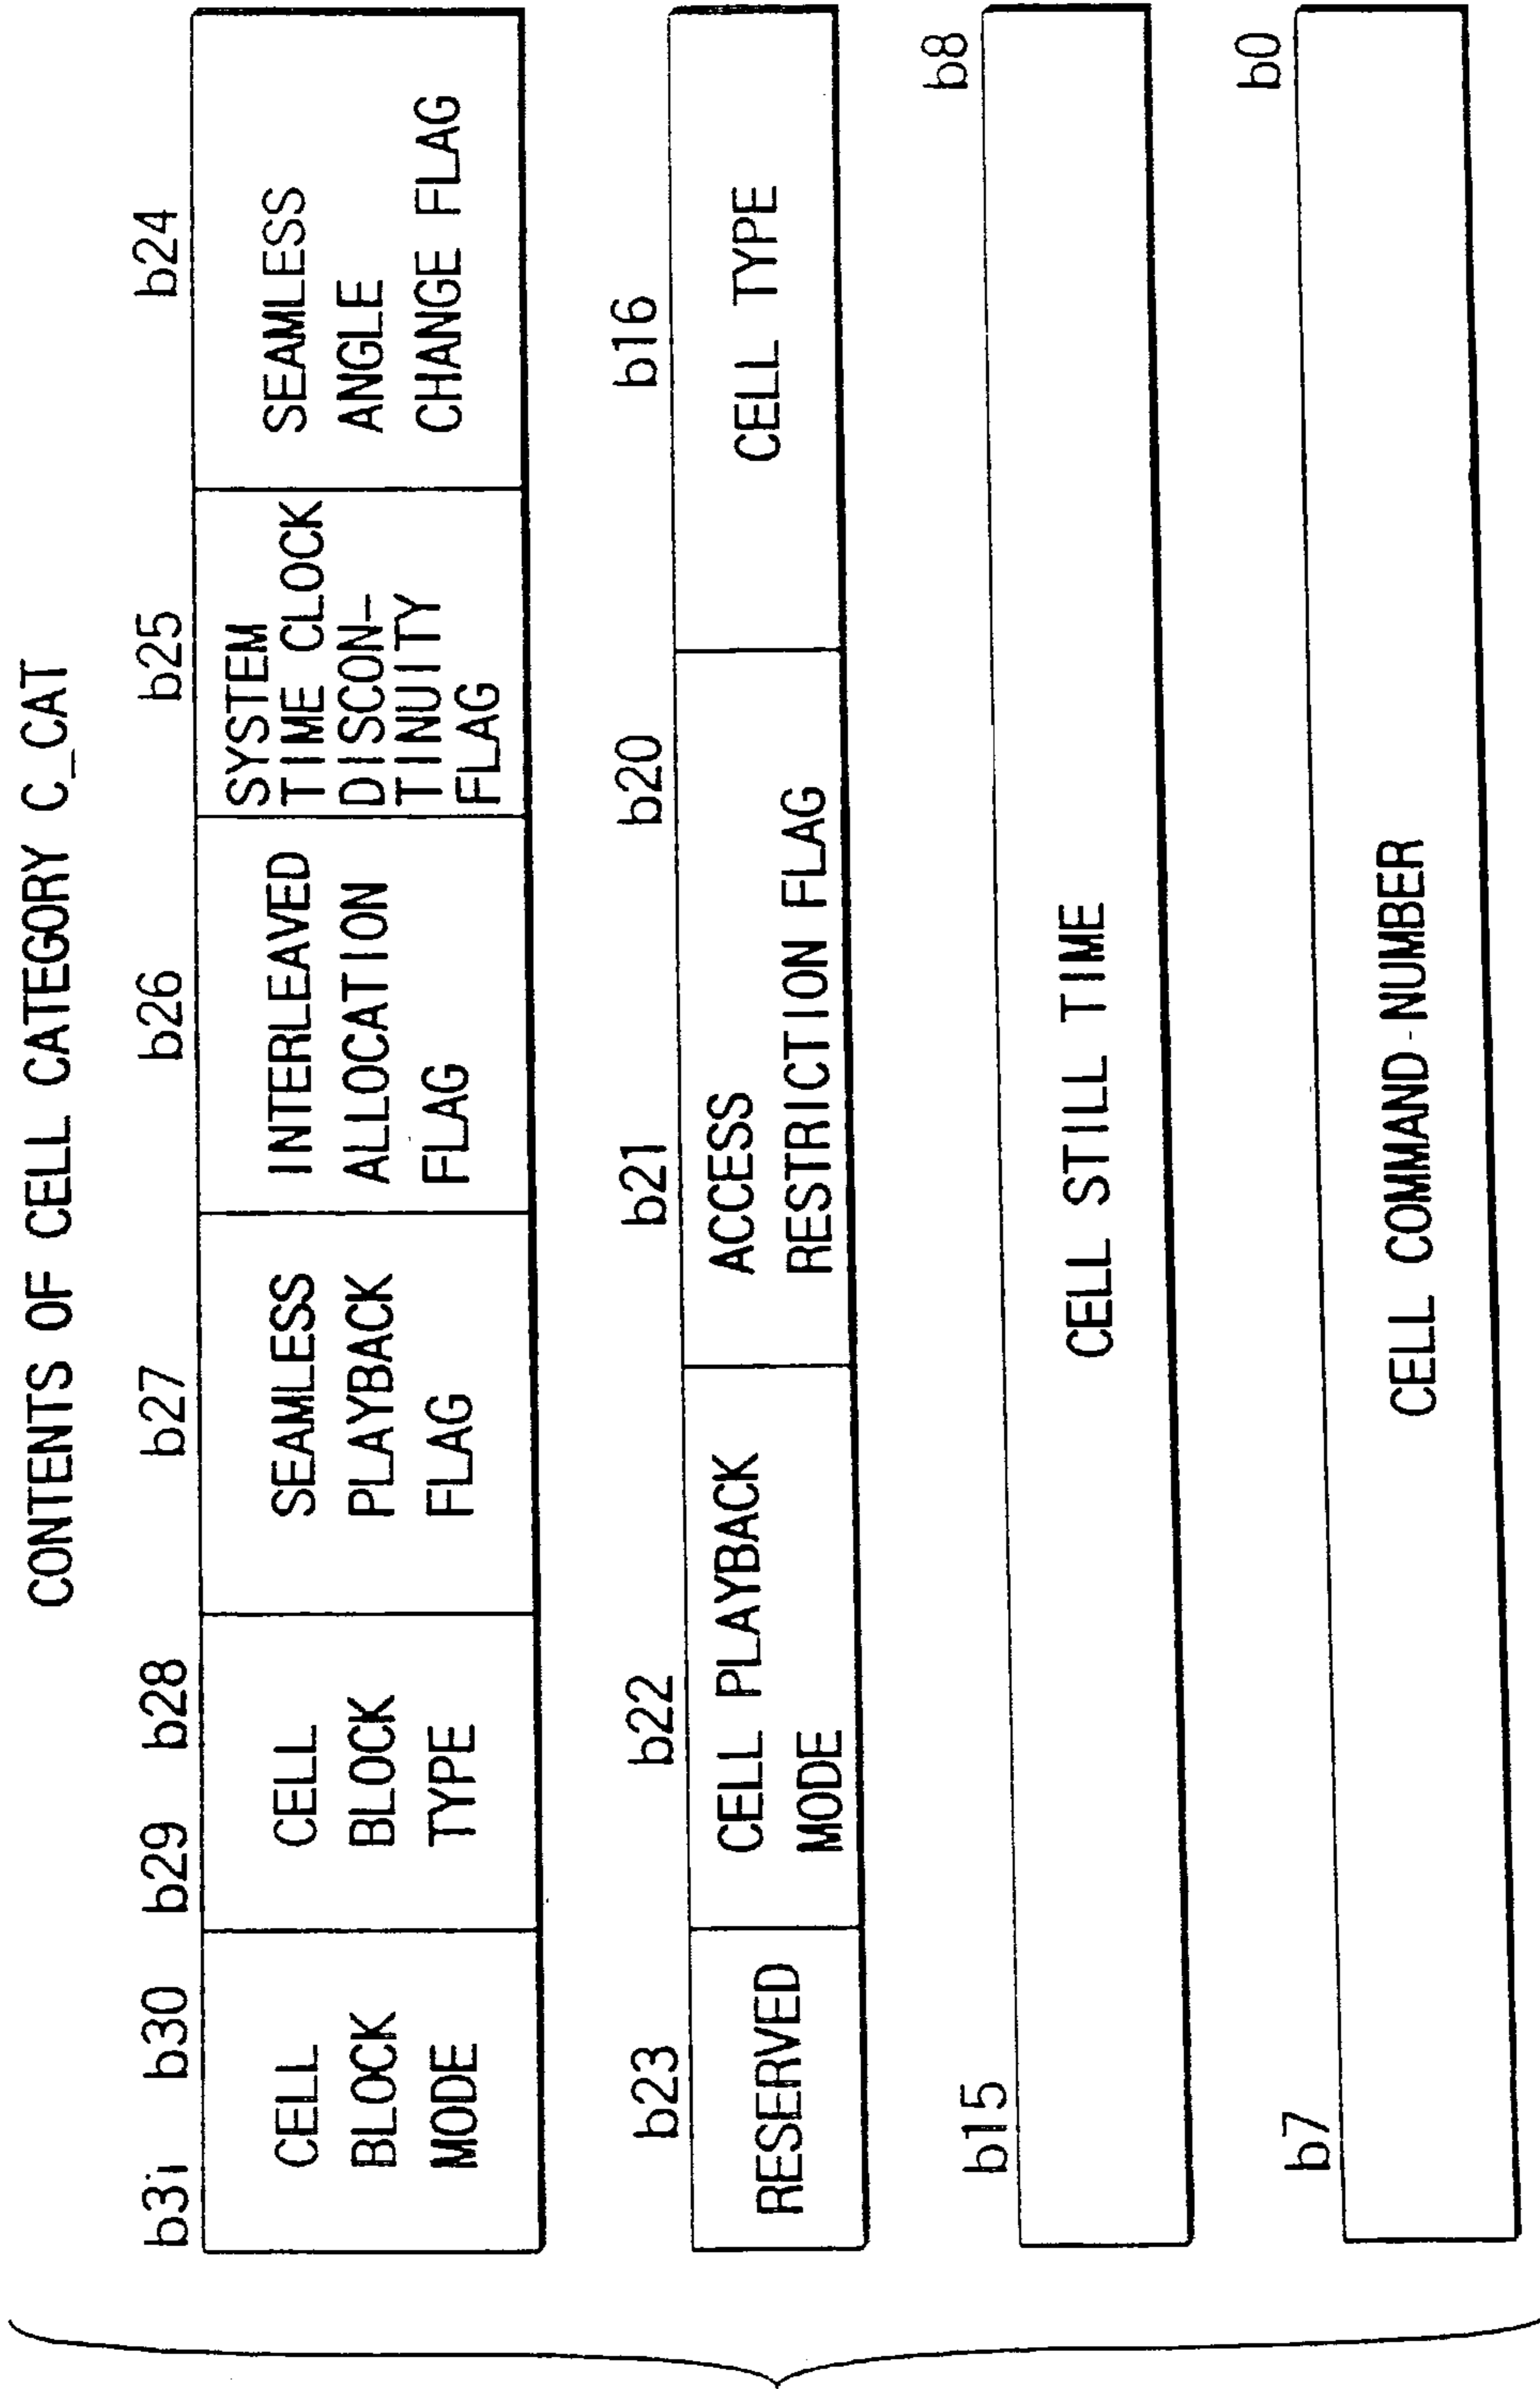 CONTENTS OF CELL CATEGORY C_CAT
b31 b30 b29 b28 b27 b26 b25 b24
CELL
BLOCK
MODE
CELL
BLOCK
TYPE
SEAMLESS
PLAYBACK
FLAG
INTERLEAVED
ALLOCATION
FLAG
SYSTEM
TIME CLOCK
DISCON-
TINUITY
FLAG
SEAMLESS
ANGLE
CHANGE FLAG
b23 b22 b21 b20 b16
RESERVED
CELL PLAYBACK
MODE
ACCESS
RESTRICTION FLAG
CELL TYPE
b15 b8
CELL STILL TIME
b7 b0
CELL COMMAND NUMBER